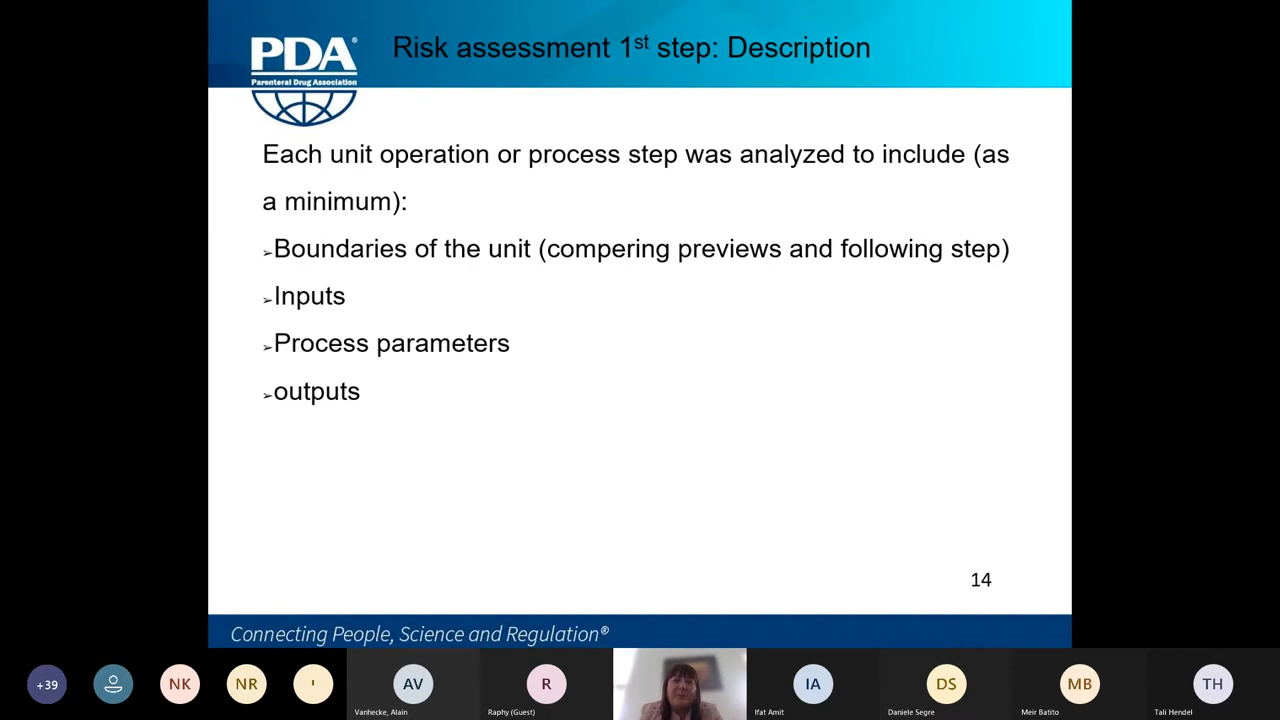 PDA®
Parenteral Drug Association
Risk assessment 1st step: Description
Each unit operation or process step was analyzed to include (as
a minimum):
➢Boundaries of the unit (compering previews and following step)
➢Inputs
➢Process parameters
➢outputs
14
Connecting People, Science and Regulation®
+39
NK
NR
I
AV
R
IA
DS
MB
TH
Vanhecke, Alain
Raphy (Guest)
Ifat Amit
Daniele Segre
Meir Batito
Tali Hendel